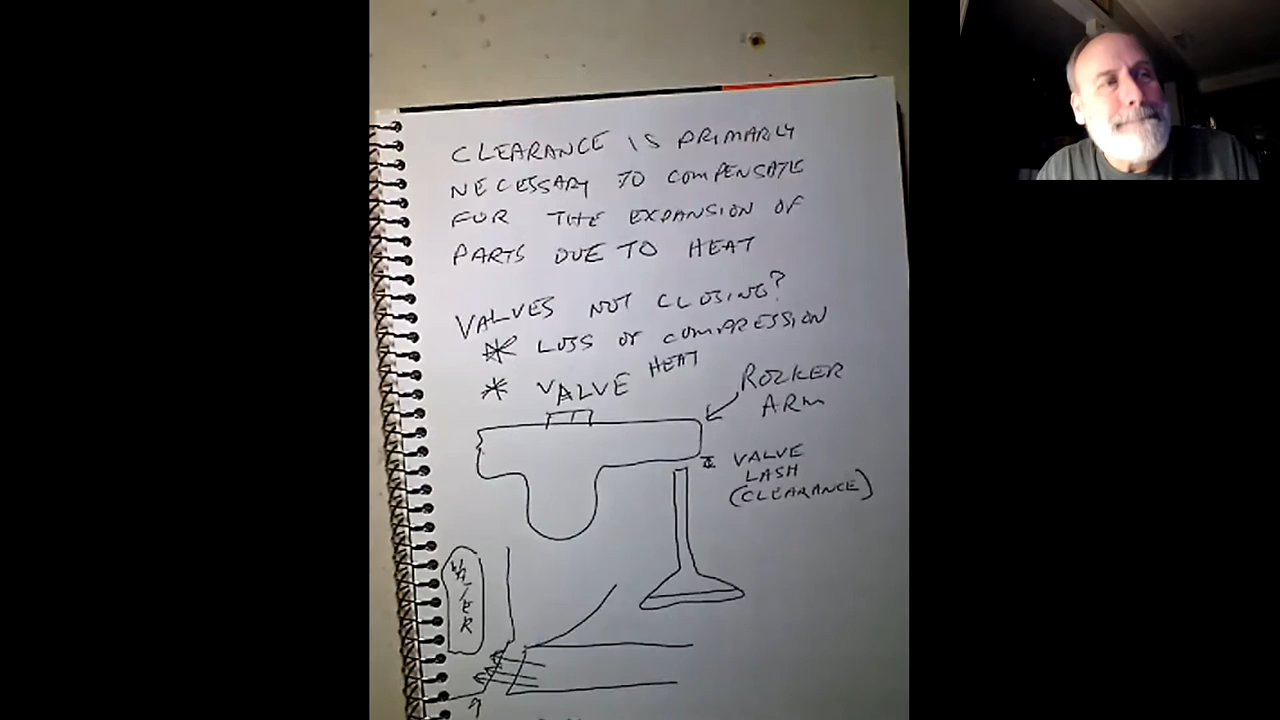 CLEARANCE IS PRIMARILY
NECESSARY TO COMPENSATE
FOR THE EXPANSION OF
PARTS DUE TO HEAT
VALVES NOT CLOSING?
* LOSS OF COMPRESSION
* VALVE HEAT
ROCKER
ARM
VALVE
LASH
(CLEARANCE)
WATER